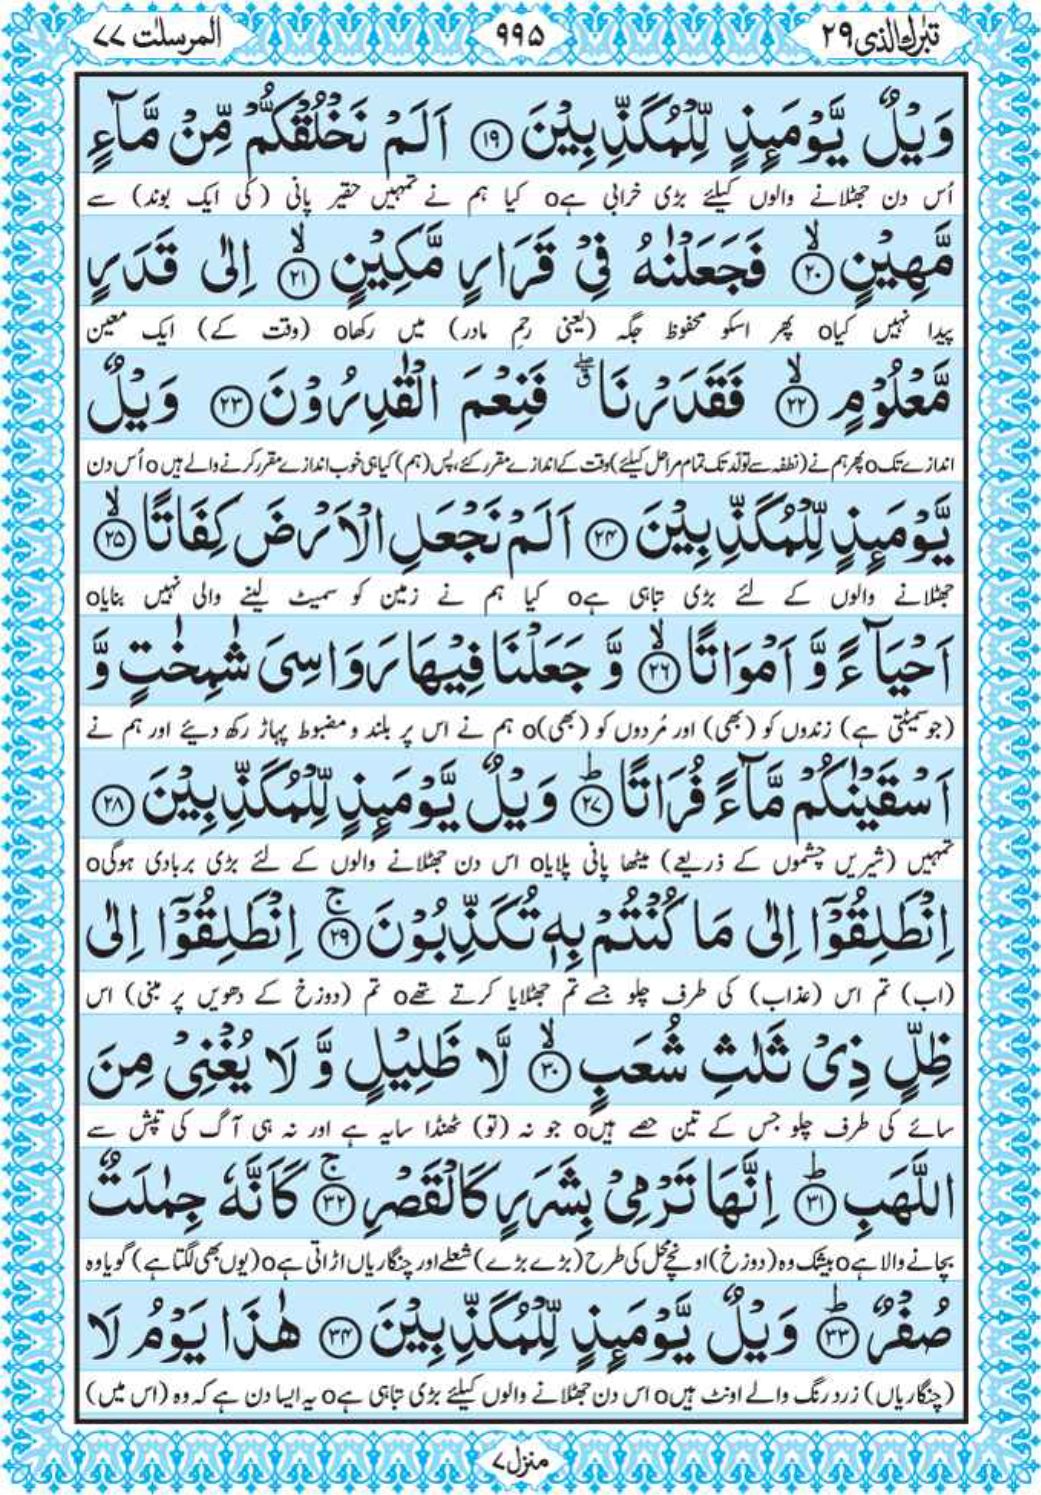 تبٰرك الذی ۲۹
۹۹۵
المرسلٰت ۷۷
وَيْلٌ يَّوْمَئِذٍ لِّلْمُكَذِّبِيْنَ ۝۱۹ اَلَمْ نَخْلُقْكُّمْ مِّنْ مَّآءٍ
اُس دن جھٹلانے والوں کیلئے بڑی خرابی ہےo کیا ہم نے تمہیں حقیر پانی (کی ایک بوند) سے
مَّهِيْنٍ ۝۲۰ۙ فَجَعَلْنٰهُ فِيْ قَرَارٍ مَّكِيْنٍ ۝۲۱ۙ اِلٰى قَدَرٍ
پیدا نہیں کیاo پھر اسکو محفوظ جگہ (یعنی رحمِ مادر) میں رکھاo (وقت کے) ایک معین
مَّعْلُوْمٍ ۝۲۲ۙ فَقَدَرْنَا ۖۗ فَنِعْمَ الْقٰدِرُوْنَ ۝۲۳ وَيْلٌ
اندازے تکo پھر ہم نے (نطفہ سے تولّد تک تمام مراحل کیلئے) وقت کے اندازے مقرر کئے، پس (ہم) کیا ہی خوب اندازے مقرر کرنے والے ہیںo اُس دن
يَّوْمَئِذٍ لِّلْمُكَذِّبِيْنَ ۝۲۴ اَلَمْ نَجْعَلِ الْاَرْضَ كِفَاتًا ۝۲۵ۙ
جھٹلانے والوں کے لئے بڑی تباہی ہےo کیا ہم نے زمین کو سمیٹ لینے والی نہیں بنایاo
اَحْيَآءً وَّ اَمْوَاتًا ۝۲۶ۙ وَّ جَعَلْنَا فِيْهَا رَوَاسِىَ شٰمِخٰتٍ وَّ
(جو سمیٹتی ہے) زندوں کو (بھی) اور مُردوں کو (بھی)o ہم نے اس پر بلند و مضبوط پہاڑ رکھ دیئے اور ہم نے
اَسْقَيْنٰكُمْ مَّآءً فُرَاتًا ۝۲۷ؕ وَيْلٌ يَّوْمَئِذٍ لِّلْمُكَذِّبِيْنَ ۝۲۸
تمہیں (شیریں چشموں کے ذریعے) میٹھا پانی پلایاo اس دن جھٹلانے والوں کے لئے بڑی بربادی ہوگیo
اِنْطَلِقُوْٓا اِلٰى مَا كُنْتُمْ بِهٖ تُكَذِّبُوْنَ ۝۲۹ۚ اِنْطَلِقُوْٓا اِلٰى
(اب) تم اس (عذاب) کی طرف چلو جسے تم جھٹلایا کرتے تھےo تم (دوزخ کے دھویں پر مبنی) اس
ظِلٍّ ذِيْ ثَلٰثِ شُعَبٍ ۝۳۰ۙ لَّا ظَلِيْلٍ وَّ لَا يُغْنِيْ مِنَ
سائے کی طرف چلو جس کے تین حصے ہیںo جو نہ (تو) ٹھنڈا سایہ ہے اور نہ ہی آگ کی تپش سے
اللَّهَبِ ۝۳۱ؕ اِنَّهَا تَرْمِيْ بِشَرَرٍ كَالْقَصْرِ ۝۳۲ۚ كَاَنَّهٗ جِمٰلَتٌ
بچانے والا ہےo بیشک وہ (دوزخ) اونچے محل کی طرح (بڑے بڑے) شعلے اور چنگاریاں اڑاتی ہےo (یوں بھی لگتا ہے) گویا وہ
صُفْرٌ ۝۳۳ؕ وَيْلٌ يَّوْمَئِذٍ لِّلْمُكَذِّبِيْنَ ۝۳۴ هٰذَا يَوْمُ لَا
(چنگاریاں) زرد رنگ والے اونٹ ہیںo اس دن جھٹلانے والوں کیلئے بڑی تباہی ہےo یہ ایسا دن ہے کہ وہ (اس میں)
منزل ۷